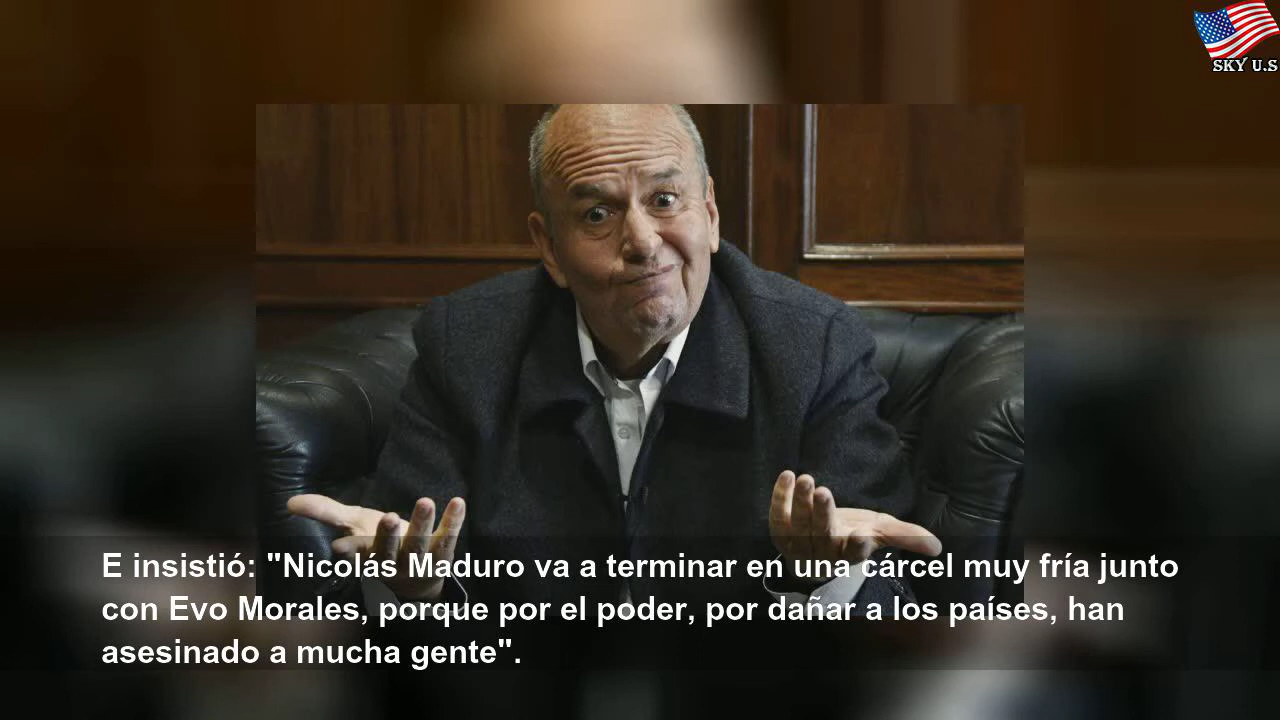 SKY U.S
E insistió: "Nicolás Maduro va a terminar en una cárcel muy fría junto
con Evo Morales, porque por el poder, por dañar a los países, han
asesinado a mucha gente".